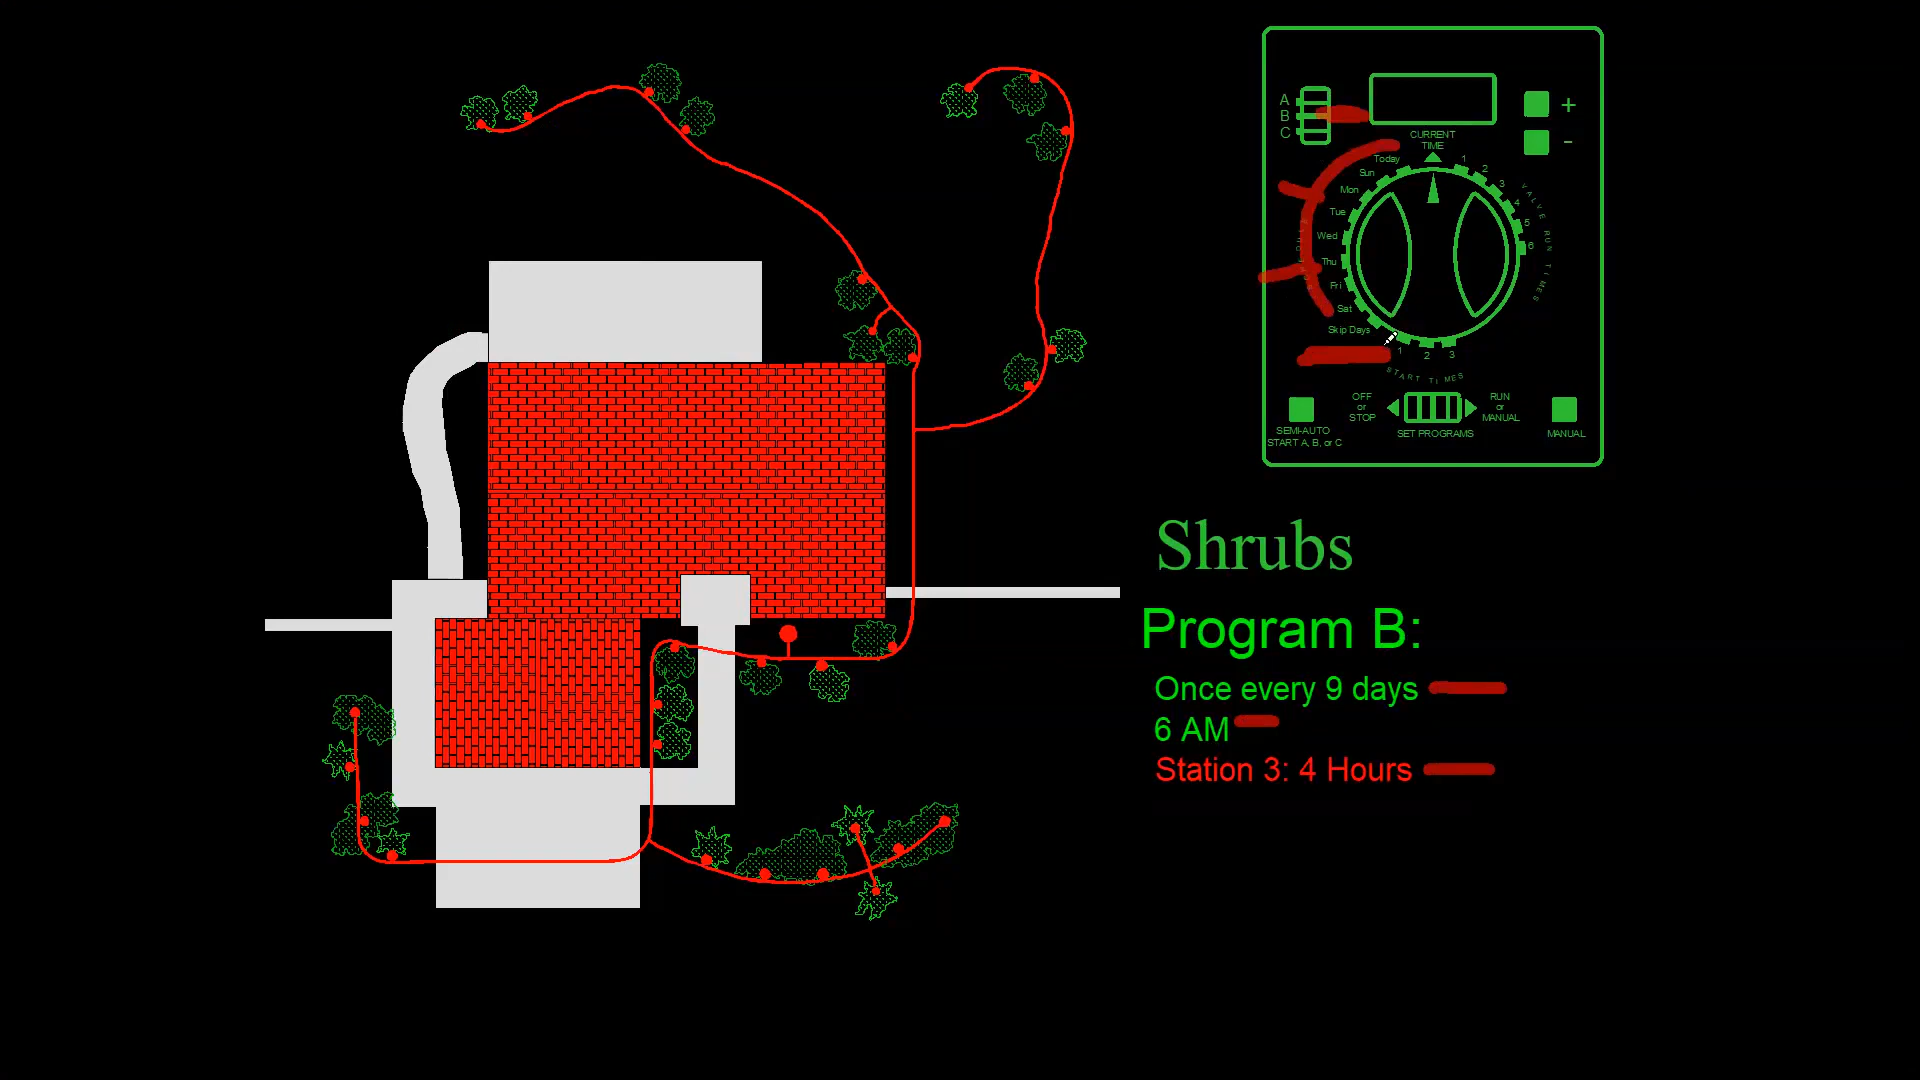 A
B
C
+
-
CURRENT
TIME
Today
Sun
Mon
Tue
Wed
Thu
Fri
Sat
Skip Days
1
2
3
4
5
6
VALVE RUN TIMES
1
2
3
START TIMES
OFF
or
STOP
RUN
or
MANUAL
SET PROGRAMS
SEMI-AUTO
START A, B, or C
MANUAL
Shrubs
Program B:
Once every 9 days
6 AM
Station 3: 4 Hours